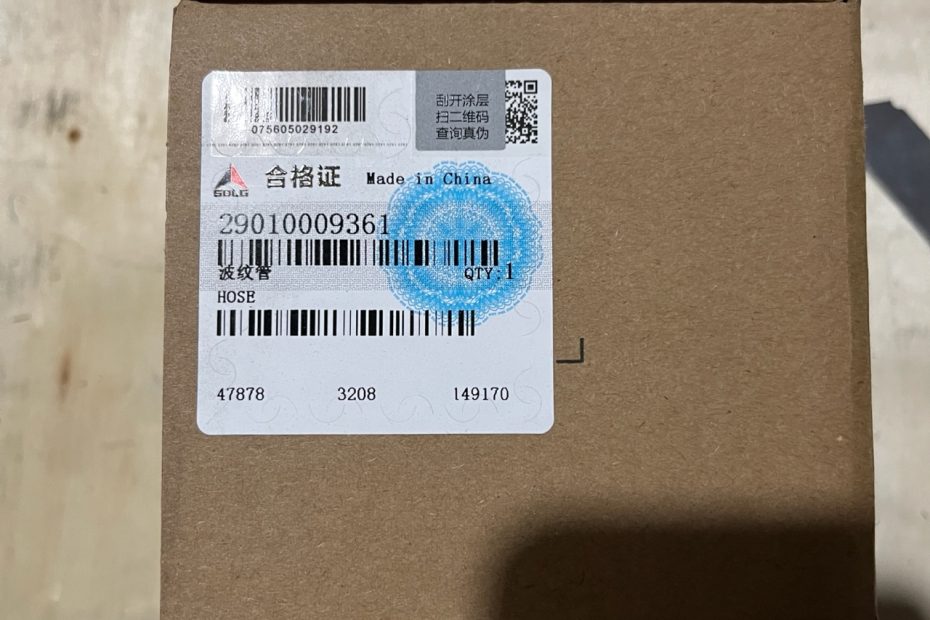 075605029192
刮开涂层
扫二维码
查询真伪
SDLG
合格证 Made in China
29010009361
波纹管 QTY:1
HOSE
47878 3208 149170